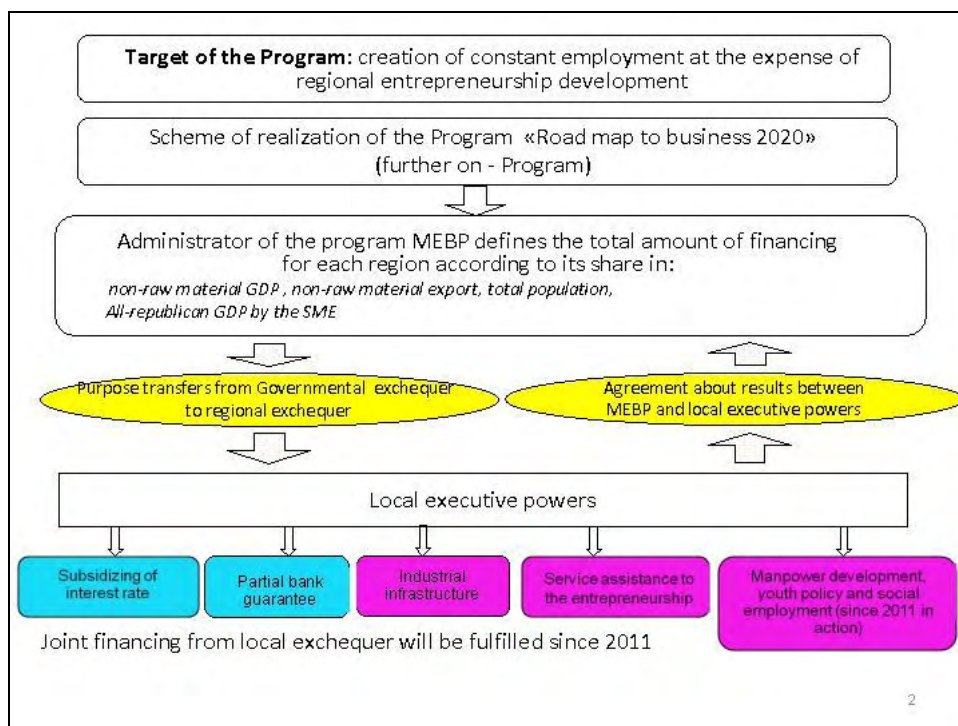 Target of the Program: creation of constant employment at the expense of
regional entrepreneurship development
Scheme of realization of the Program «Road map to business 2020»
(further on - Program)
Administrator of the program MEBP defines the total amount of financing
for each region according to its share in:
non-raw material GDP , non-raw material export, total population,
All-republican GDP by the SME
Purpose transfers from Governmental exchequer
to regional exchequer
Agreement about results between
MEBP and local executive powers
Local executive powers
Subsidizing of
interest rate
Partial bank
guarantee
Industrial
infrastructure
Service assistance to
the entrepreneurship
Manpower development,
youth policy and social
employment (since 2011 in
action)
Joint financing from local exchequer will be fulfilled since 2011
2